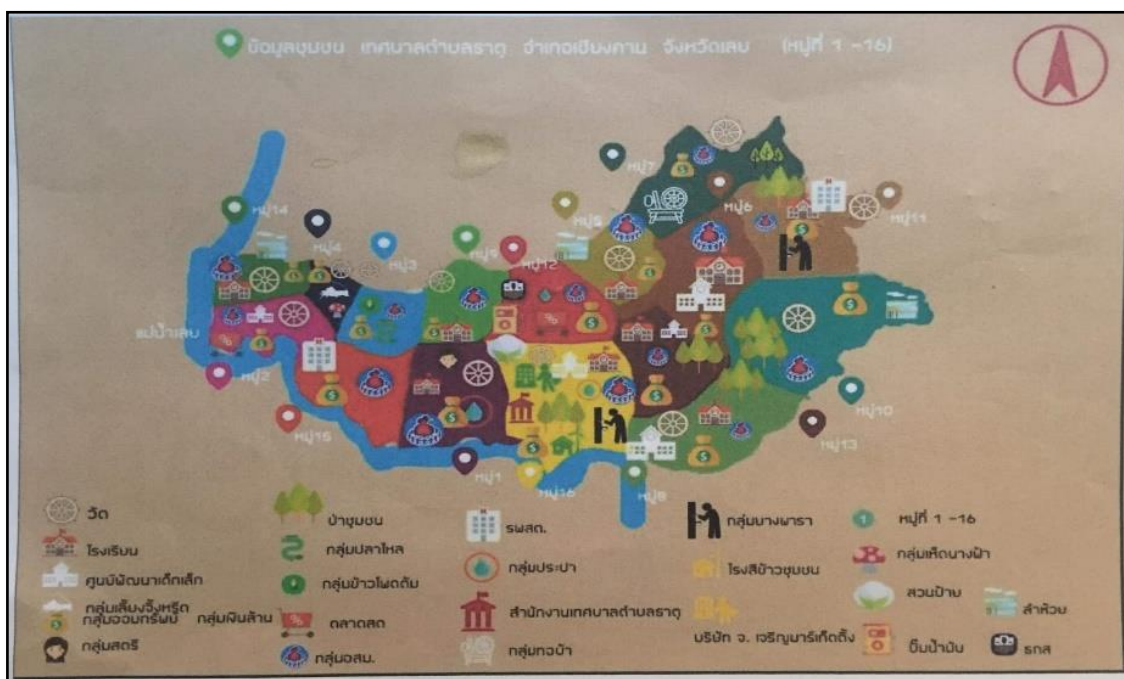 ข้อมูลชุมชน เทศบาลตำบลธาตุ อำเภอเชียงคาน จังหวัดเลย (หมู่ที่ 1 -16)
หมู่7
หมู่6
หมู่11
หมู่14
หมู่4
หมู่3
หมู่9
หมู่12
หมู่5
แม่น้ำเลย
หมู่2
หมู่15
หมู่1
หมู่16
หมู่8
หมู่13
หมู่10
วัด
โรงเรียน
ศูนย์พัฒนาเด็กเล็ก
กลุ่มเลี้ยงจิ้งหรีด
กลุ่มออมทรัพย์ กลุ่มเงินล้าน
กลุ่มสตรี
ป่าชุมชน
กลุ่มปลาไหล
กลุ่มข้าวโพดต้ม
ตลาดสด
กลุ่มอสม.
รพสต.
กลุ่มประปา
สำนักงานเทศบาลตำบลธาตุ
กลุ่มทอผ้า
กลุ่มยางพารา
โรงสีข้าวชุมชน
บริษัท จ. เจริญมาร์เก็ตติ้ง
1 หมู่ที่ 1 -16
กลุ่มเห็ดนางฟ้า
สวนป้าย
ปั๊มน้ำมัน
ลำห้วย
ธกส